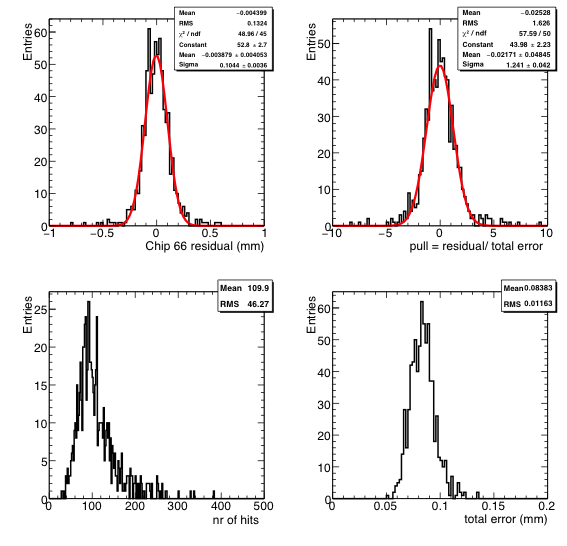 Mean −0.004399
RMS 0.1324
χ² / ndf 48.96 / 45
Constant 52.8 ± 2.7
Mean −0.003879 ± 0.004053
Sigma 0.1044 ± 0.0036
Entries
60
50
40
30
20
10
0
−1 −0.5 0 0.5 1
Chip 66 residual (mm)
Mean −0.02528
RMS 1.626
χ² / ndf 57.59 / 50
Constant 43.98 ± 2.23
Mean −0.02171 ± 0.04845
Sigma 1.241 ± 0.042
Entries
50
40
30
20
10
0
−10 −5 0 5 10
pull = residual/ total error
Mean 109.9
RMS 46.27
Entries
25
20
15
10
5
0
0 100 200 300 400 500
nr of hits
Mean 0.08383
RMS 0.01163
Entries
60
50
40
30
20
10
0
0 0.05 0.1 0.15 0.2
total error (mm)